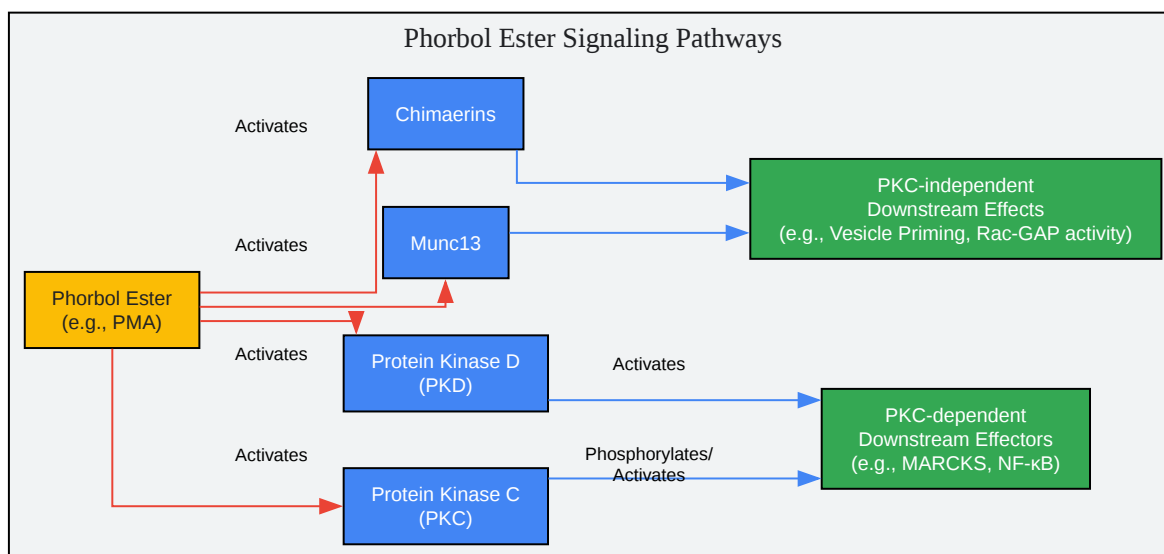 Phorbol Ester Signaling Pathways
Activates
Chimaerins
Activates
Munc13
PKC-independent
Downstream Effects
(e.g., Vesicle Priming, Rac-GAP activity)
Phorbol Ester
(e.g., PMA)
Activates
Protein Kinase D
(PKD)
Activates
PKC-dependent
Downstream Effectors
(e.g., MARCKS, NF-κB)
Activates
Protein Kinase C
(PKC)
Phosphorylates/
Activates